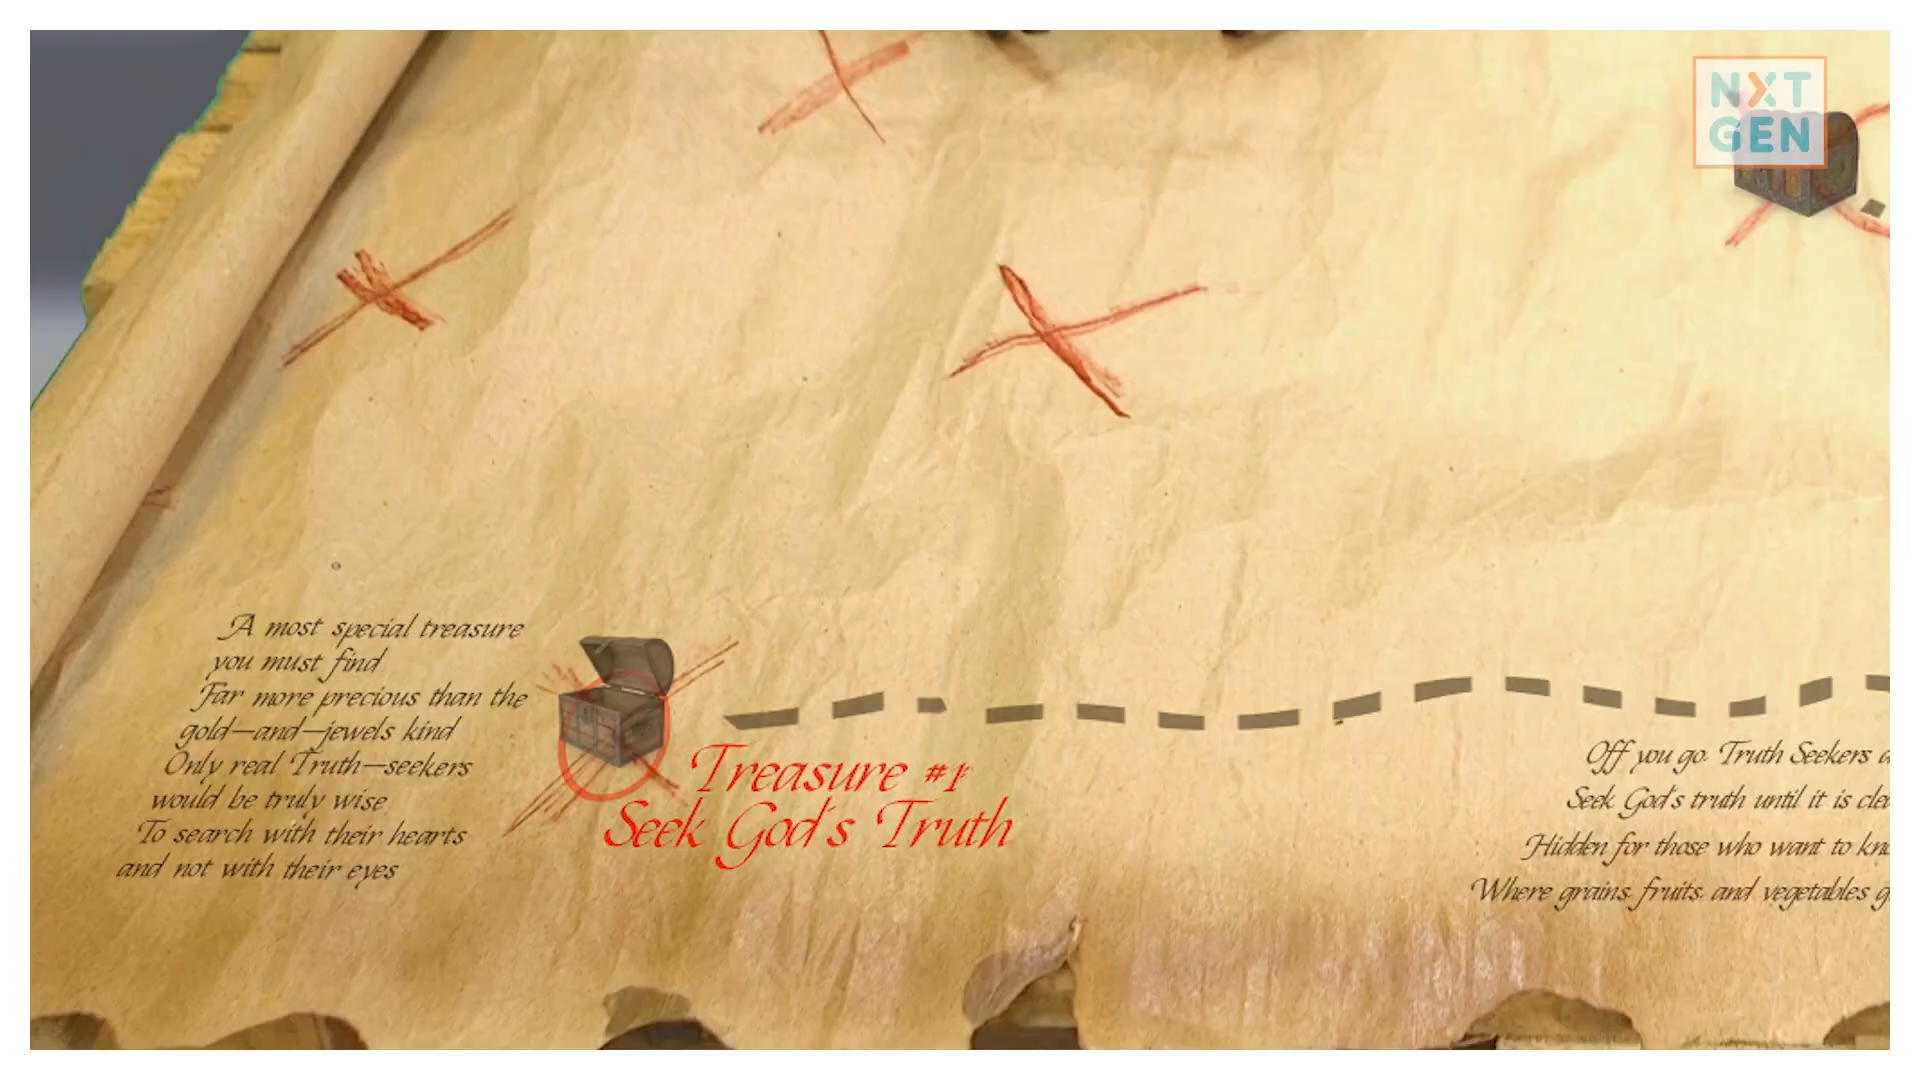 NXT
GEN
A most special treasure
you must find
Far more precious than the
gold—and—jewels kind
Only real Truth—seekers
would be truly wise
To search with their hearts
and not with their eyes
Treasure #1
Seek God's Truth
Off you go. Truth Seekers
Seek God's truth until it is
Hidden for those who want to
Where grains, fruits, and vegetables